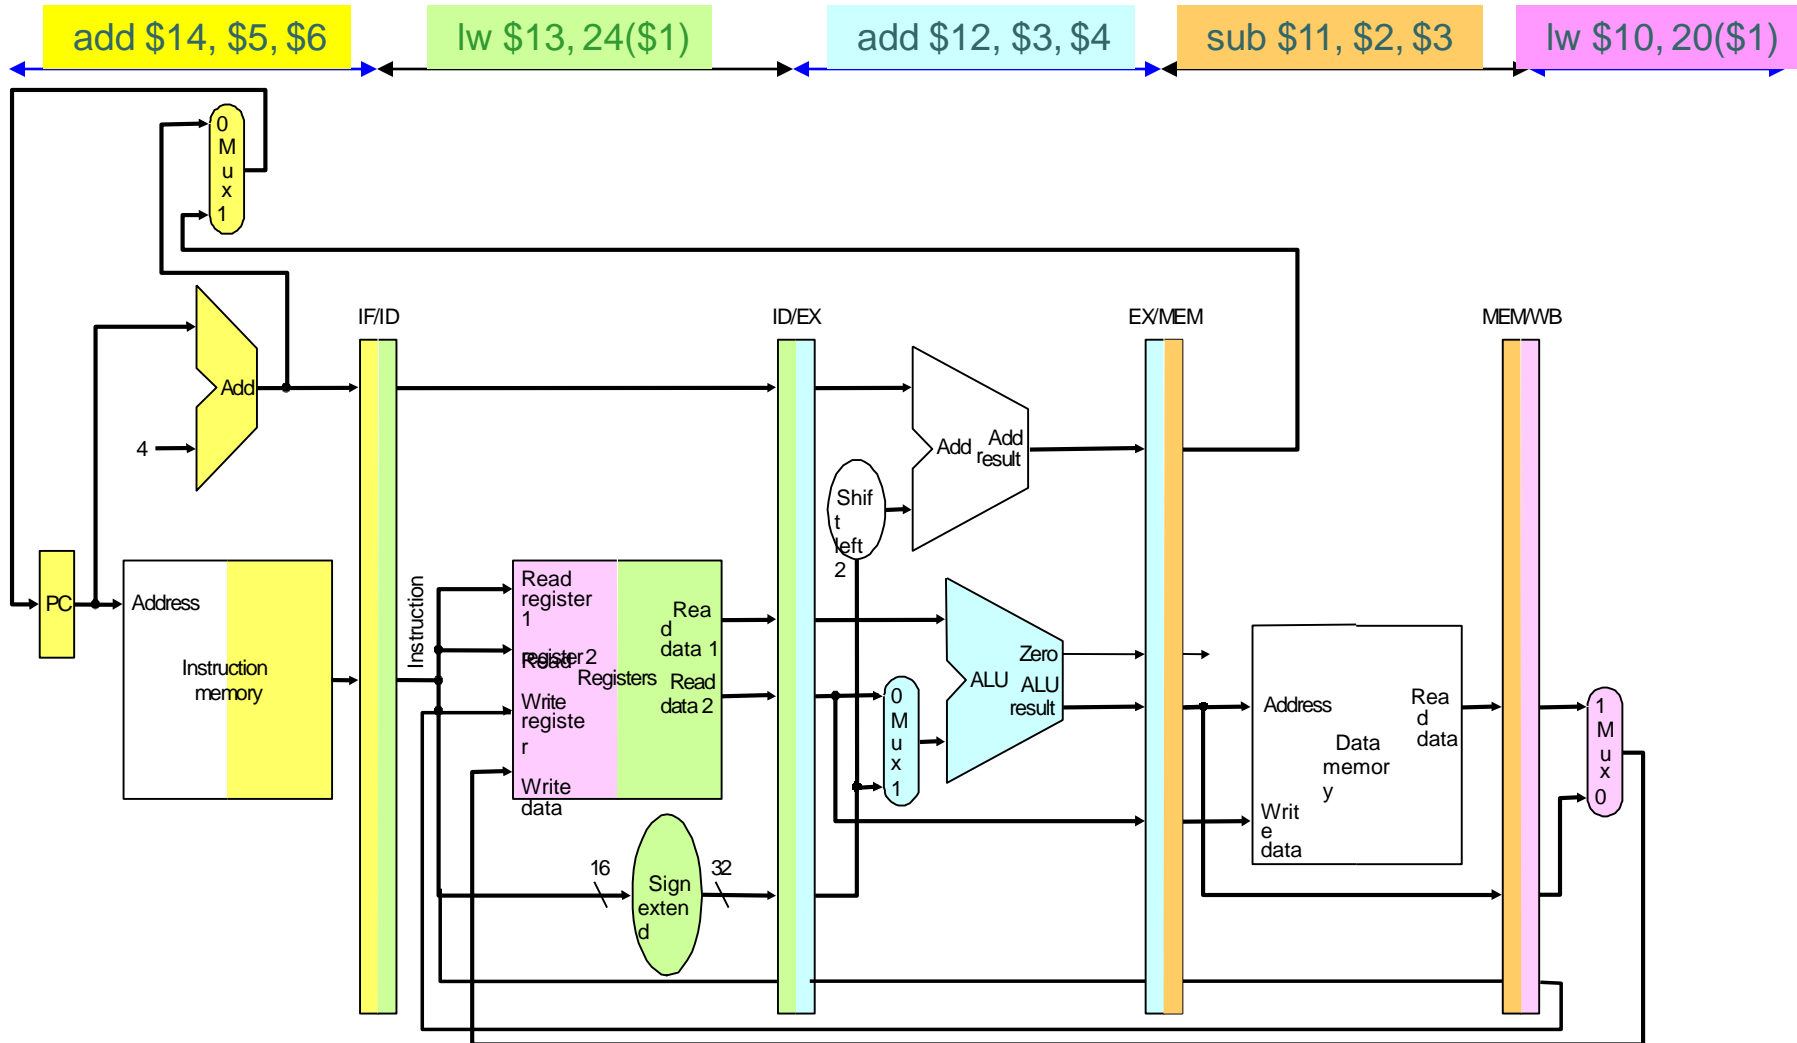 add $14, $5, $6
lw $13, 24($1)
add $12, $3, $4
sub $11, $2, $3
lw $10, 20($1)
0
M
u
x
1
IF/ID
ID/EX
EX/MEM
MEM/WB
Add
4
Add
Add
result
Shif
t
left
2
PC
Address
Instruction
memory
Instruction
Read
register
1
Read
register 2
Write
registe
r
Write
data
Registers
Rea
d
data 1
Read
data 2
0
M
u
x
1
Zero
ALU
ALU
result
Address
Rea
d
data
Data
memor
y
Writ
e
data
1
M
u
x
0
16
Sign
exten
d
32